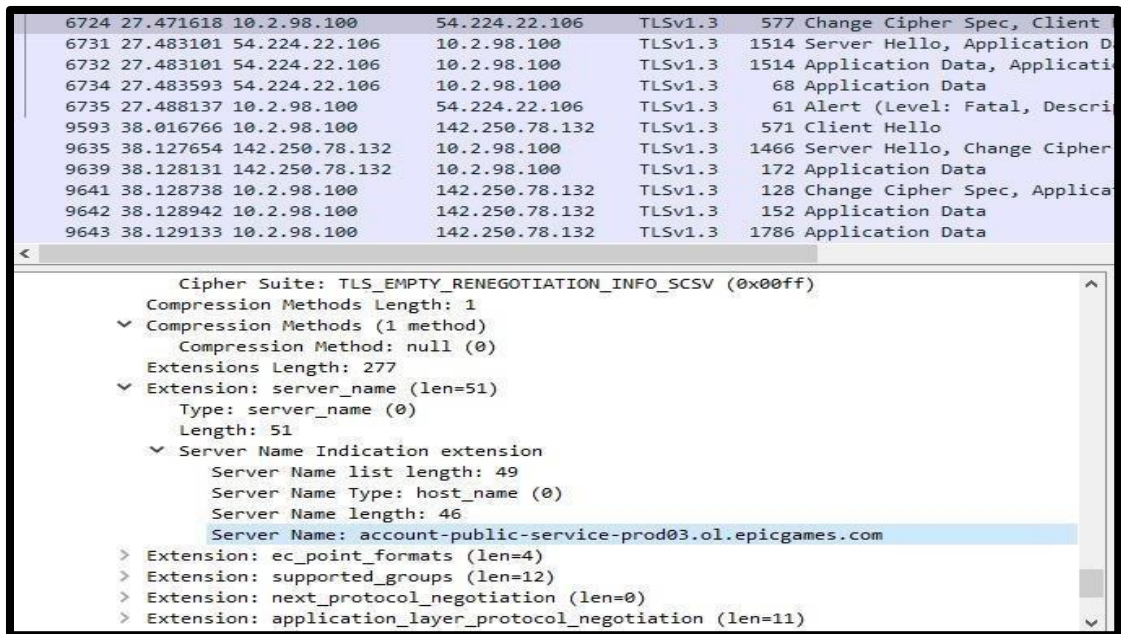 6724 27.471618 10.2.98.100 54.224.22.106 TLSv1.3 577 Change Cipher Spec, Client
6731 27.483101 54.224.22.106 10.2.98.100 TLSv1.3 1514 Server Hello, Application D
6732 27.483101 54.224.22.106 10.2.98.100 TLSv1.3 1514 Application Data, Applicati
6734 27.483593 54.224.22.106 10.2.98.100 TLSv1.3 68 Application Data
6735 27.488137 10.2.98.100 54.224.22.106 TLSv1.3 61 Alert (Level: Fatal, Descri
9593 38.016766 10.2.98.100 142.250.78.132 TLSv1.3 571 Client Hello
9635 38.127654 142.250.78.132 10.2.98.100 TLSv1.3 1466 Server Hello, Change Cipher
9639 38.128131 142.250.78.132 10.2.98.100 TLSv1.3 172 Application Data
9641 38.128738 10.2.98.100 142.250.78.132 TLSv1.3 128 Change Cipher Spec, Applica
9642 38.128942 10.2.98.100 142.250.78.132 TLSv1.3 152 Application Data
9643 38.129133 10.2.98.100 142.250.78.132 TLSv1.3 1786 Application Data
Cipher Suite: TLS_EMPTY_RENEGOTIATION_INFO_SCSV (0x00ff)
Compression Methods Length: 1
Compression Methods (1 method)
Compression Method: null (0)
Extensions Length: 277
Extension: server_name (len=51)
Type: server_name (0)
Length: 51
Server Name Indication extension
Server Name list length: 49
Server Name Type: host_name (0)
Server Name length: 46
Server Name: account-public-service-prod03.ol.epicgames.com
Extension: ec_point_formats (len=4)
Extension: supported_groups (len=12)
Extension: next_protocol_negotiation (len=0)
Extension: application_layer_protocol_negotiation (len=11)